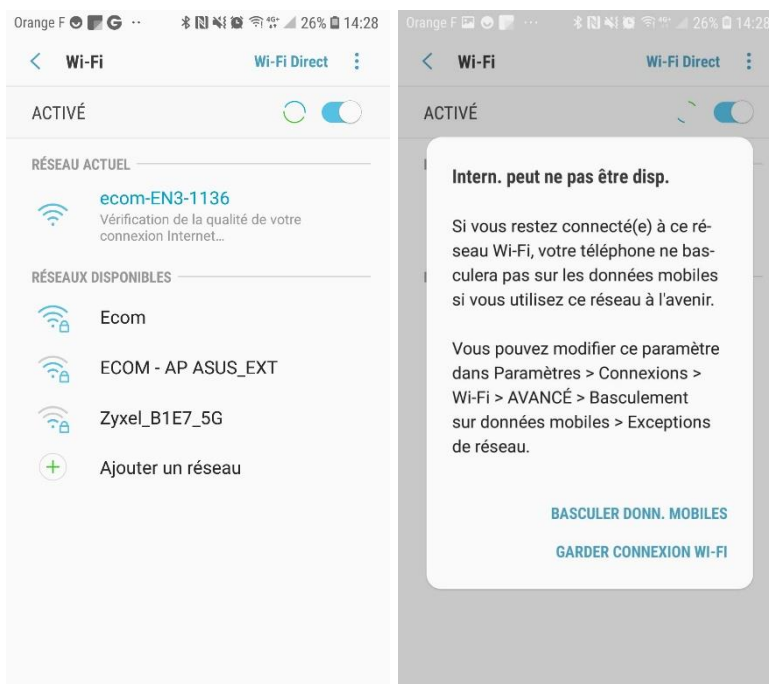 Orange F G ·· 4G+ 26% 14:28
Wi-Fi Wi-Fi Direct
ACTIVÉ
RÉSEAU ACTUEL
ecom-EN3-1136
Vérification de la qualité de votre
connexion Internet...
RÉSEAUX DISPONIBLES
Ecom
ECOM - AP ASUS_EXT
Zyxel_B1E7_5G
Ajouter un réseau
Orange F ··· 4G+ 26% 14:28
Wi-Fi Wi-Fi Direct
ACTIVÉ
Intern. peut ne pas être disp.
Si vous restez connecté(e) à ce ré-
seau Wi-Fi, votre téléphone ne bas-
culera pas sur les données mobiles
si vous utilisez ce réseau à l'avenir.
Vous pouvez modifier ce paramètre
dans Paramètres > Connexions >
Wi-Fi > AVANCÉ > Basculement
sur données mobiles > Exceptions
de réseau.
BASCULER DONN. MOBILES
GARDER CONNEXION WI-FI